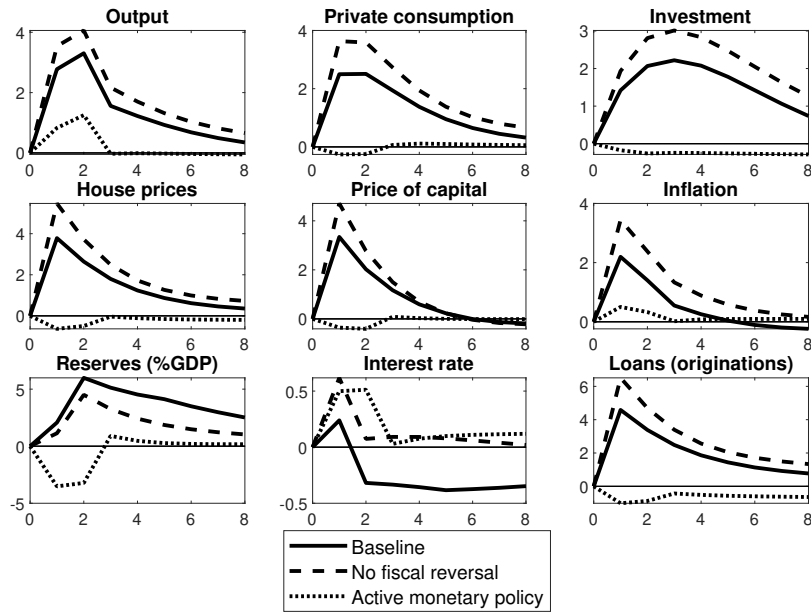 Output
Private consumption
Investment
4
2
0
0 2 4 6 8
4
2
0
0 2 4 6 8
3
2
1
0
0 2 4 6 8
House prices
Price of capital
Inflation
4
2
0
0 2 4 6 8
4
2
0
0 2 4 6 8
4
2
0
0 2 4 6 8
Reserves (%GDP)
Interest rate
Loans (originations)
5
0
-5
0 2 4 6 8
0.5
0
-0.5
0 2 4 6 8
6
4
2
0
0 2 4 6 8
Baseline
No fiscal reversal
Active monetary policy